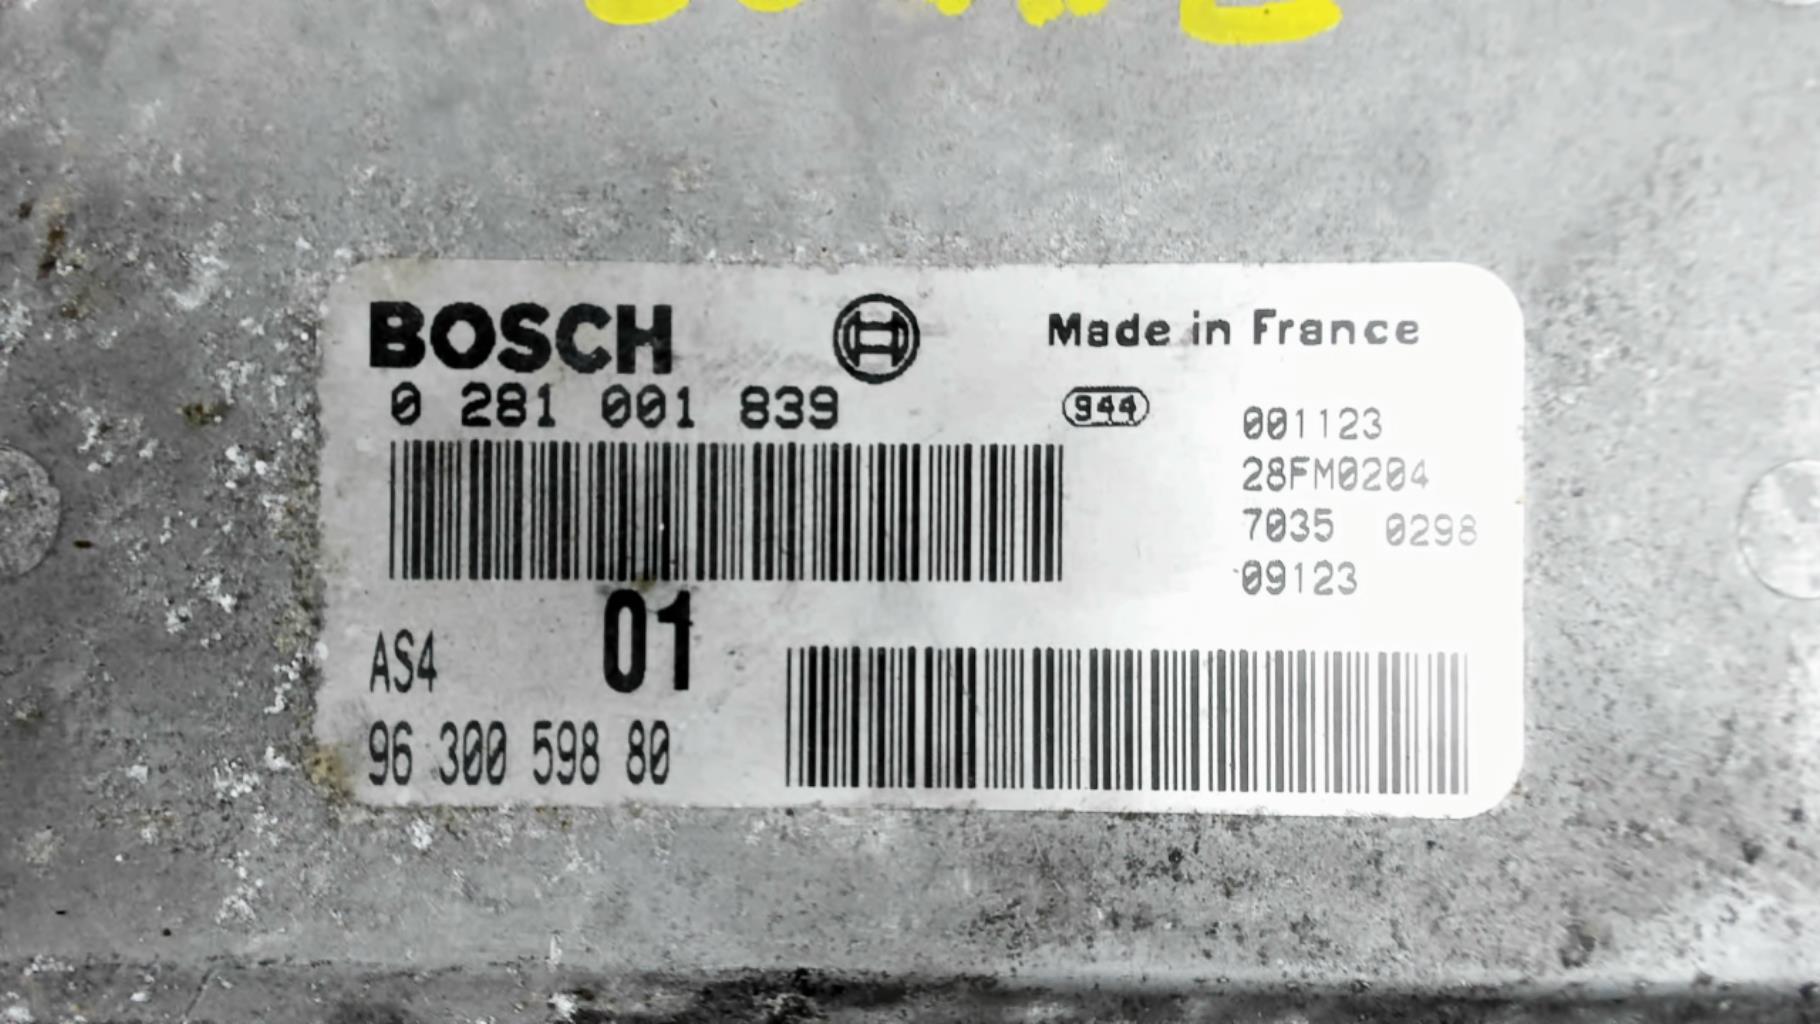 BOSCH
Made in France
0 281 001 839
944
001123
28FM0204
7035 0298
09123
01
AS4
96 300 598 80